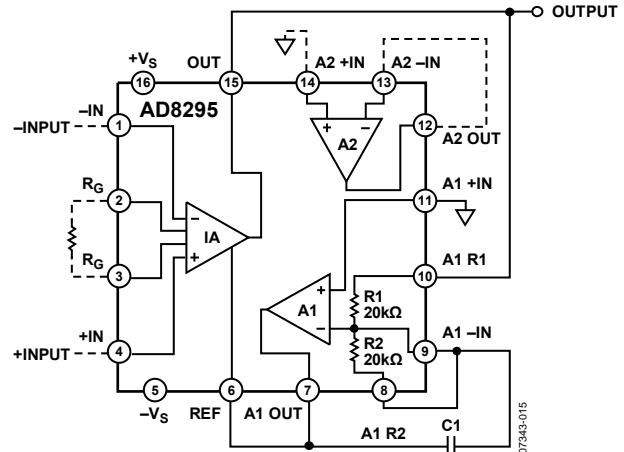 OUTPUT
+VS
OUT
A2 +IN
A2 –IN
16
15
14
13
AD8295
–IN
–INPUT
1
+
–
A2
12
A2 OUT
A1 +IN
11
RG
2
–
IA
+
RG
3
A1 R1
10
R1
20kΩ
+
A1
–
R2
20kΩ
A1 –IN
9
+IN
+INPUT
4
5
6
7
8
–VS
REF
A1 OUT
A1 R2
C1
07343-015